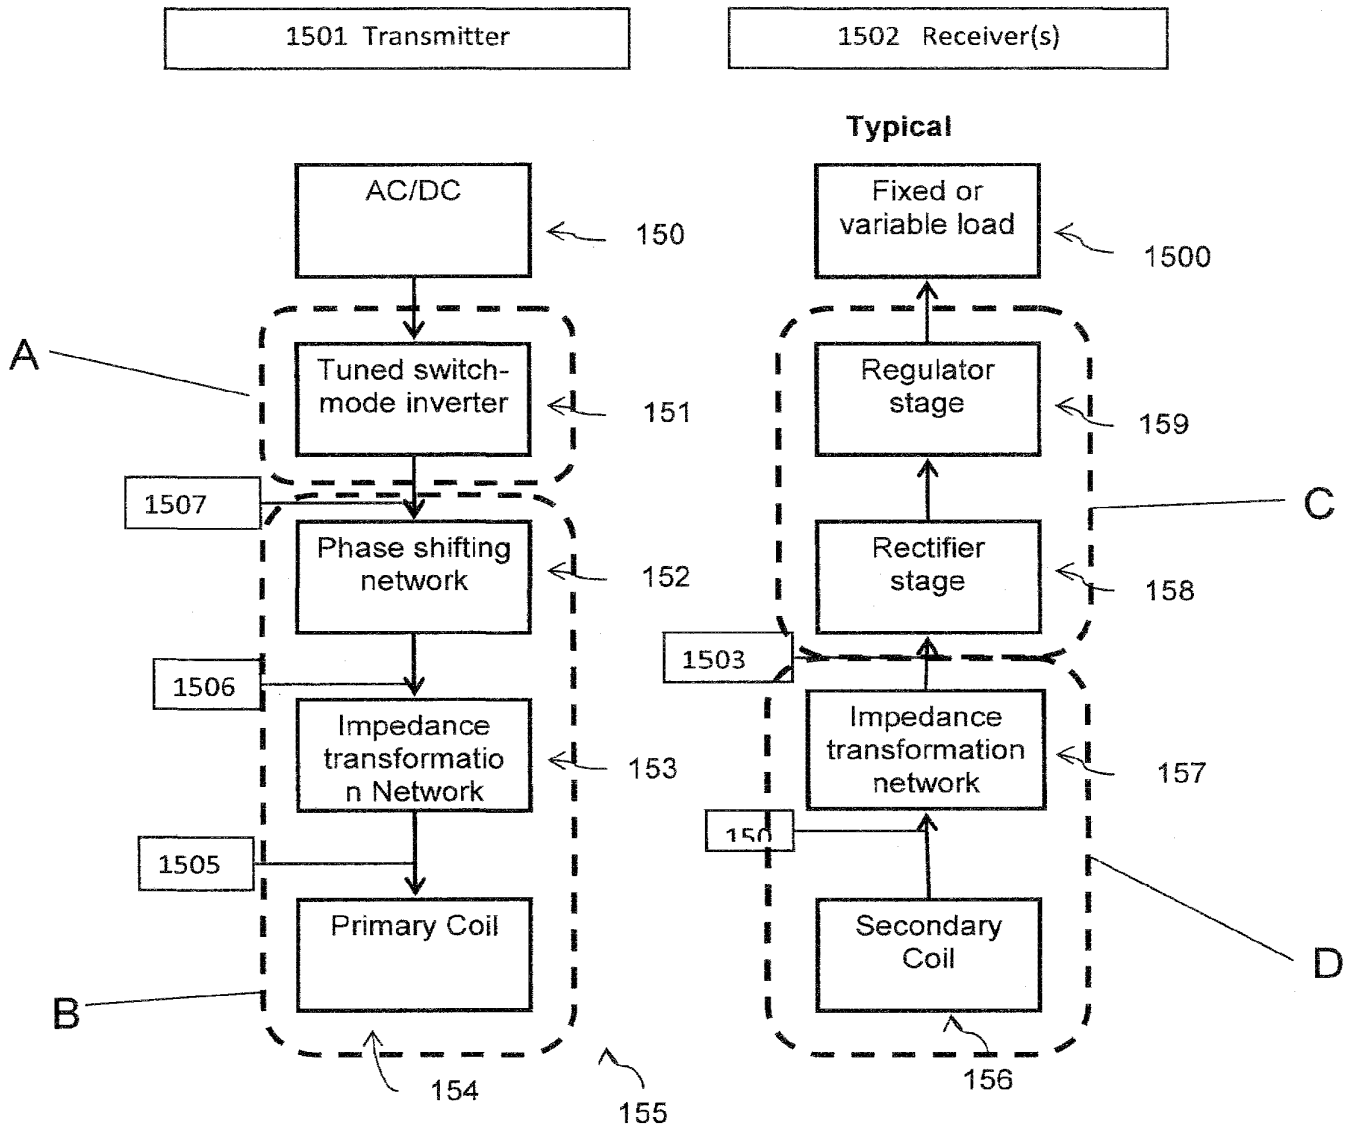 1501 Transmitter
1502 Receiver(s)
Typical
AC/DC
150
Fixed or
variable load
1500
A
Tuned switch-
mode inverter
151
Regulator
stage
159
1507
C
Phase shifting
network
152
Rectifier
stage
158
1503
1506
Impedance
transformatio
n Network
153
Impedance
transformation
network
157
1505
150
Primary Coil
Secondary
Coil
D
B
154
155
156